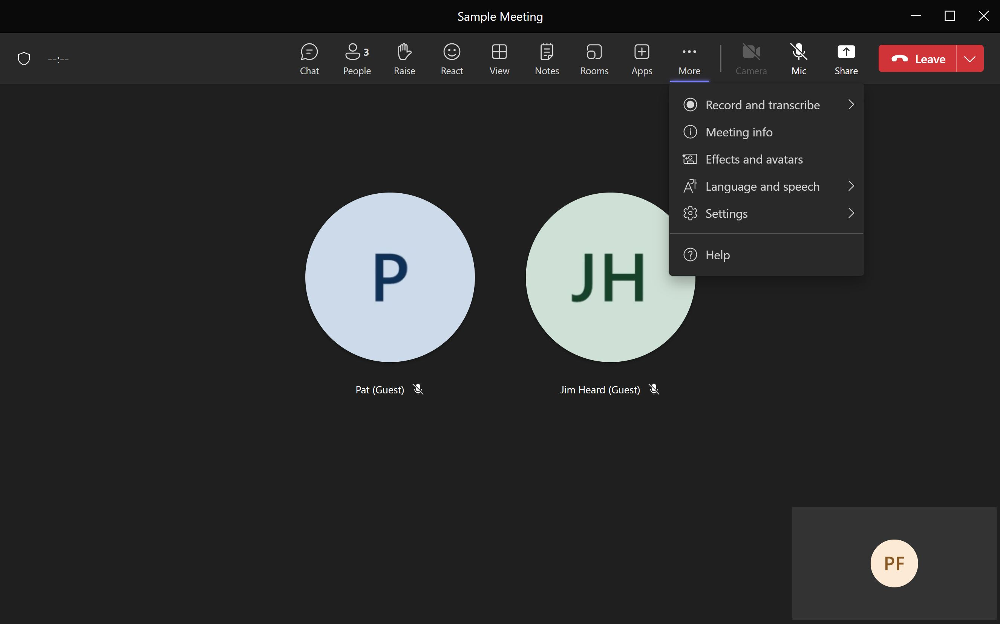 Sample Meeting
--:--
3
Chat
People
Raise
React
View
Notes
Rooms
Apps
More
Camera
Mic
Share
Leave
Record and transcribe
Meeting info
Effects and avatars
Language and speech
Settings
Help
P
JH
Pat (Guest)
Jim Heard (Guest)
PF